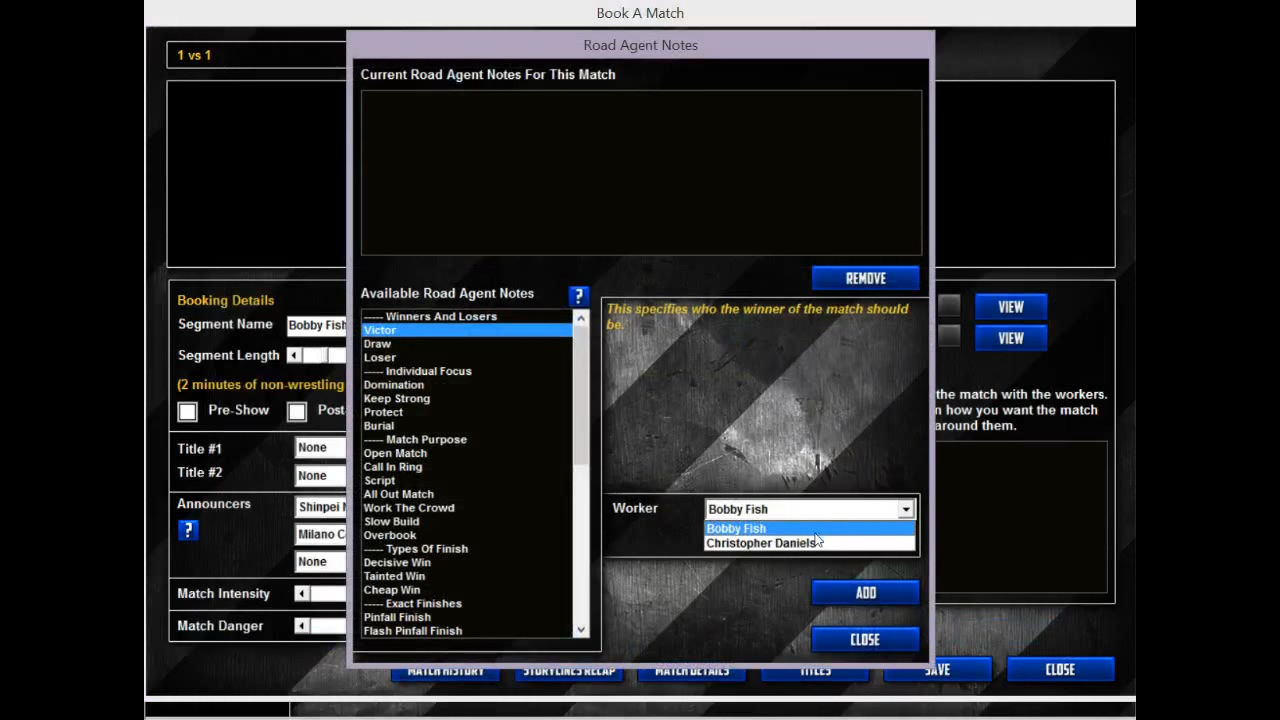 Book A Match
Road Agent Notes
1 vs 1
Current Road Agent Notes For This Match
REMOVE
Booking Details
Segment Name
Bobby Fish
Segment Length
(2 minutes of non-wrestling
Pre-Show
Post
Title #1
None
Title #2
None
Announcers
?
Shinpei
Milano C
None
Match Intensity
Match Danger
Available Road Agent Notes
?
----- Winners And Losers
Victor
Draw
Loser
----- Individual Focus
Domination
Keep Strong
Protect
Burial
----- Match Purpose
Open Match
Call In Ring
Script
All Out Match
Work The Crowd
Slow Build
Overbook
----- Types Of Finish
Decisive Win
Tainted Win
Cheap Win
----- Exact Finishes
Pinfall Finish
Flash Pinfall Finish
This specifies who the winner of the match should
be.
Worker
Bobby Fish
Bobby Fish
Christopher Daniels
ADD
CLOSE
VIEW
VIEW
the match with the workers.
n how you want the match
around them.
MATCH HISTORY
STORYLINES RECAP
MATCH DETAILS
TITLES
SAVE
CLOSE